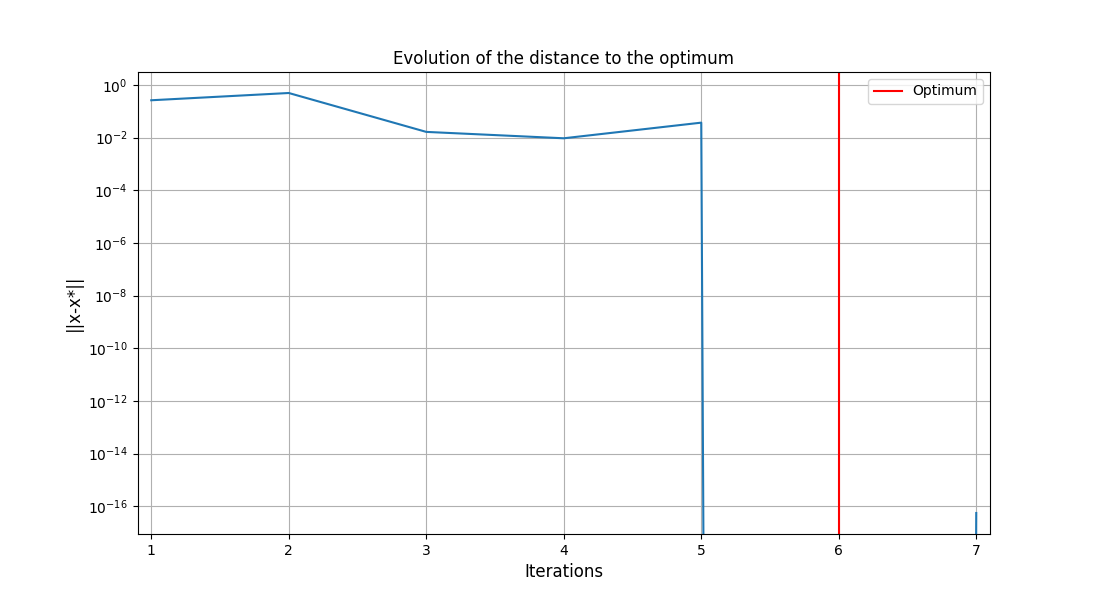 Evolution of the distance to the optimum
Optimum
||x-x*||
10⁰
10⁻²
10⁻⁴
10⁻⁶
10⁻⁸
10⁻¹⁰
10⁻¹²
10⁻¹⁴
10⁻¹⁶
1 2 3 4 5 6 7
Iterations